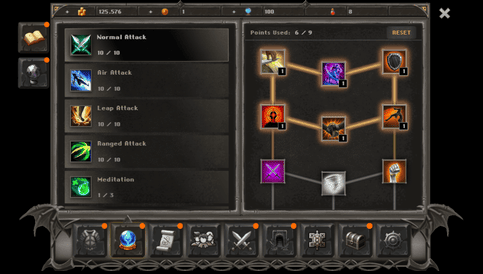 125.576
1
100
0
Points Used: 6 / 9
RESET
Normal Attack
10 / 10
Air Attack
10 / 10
Leap Attack
10 / 10
Ranged Attack
10 / 10
Meditation
1 / 5
1
1
1
1
1
1